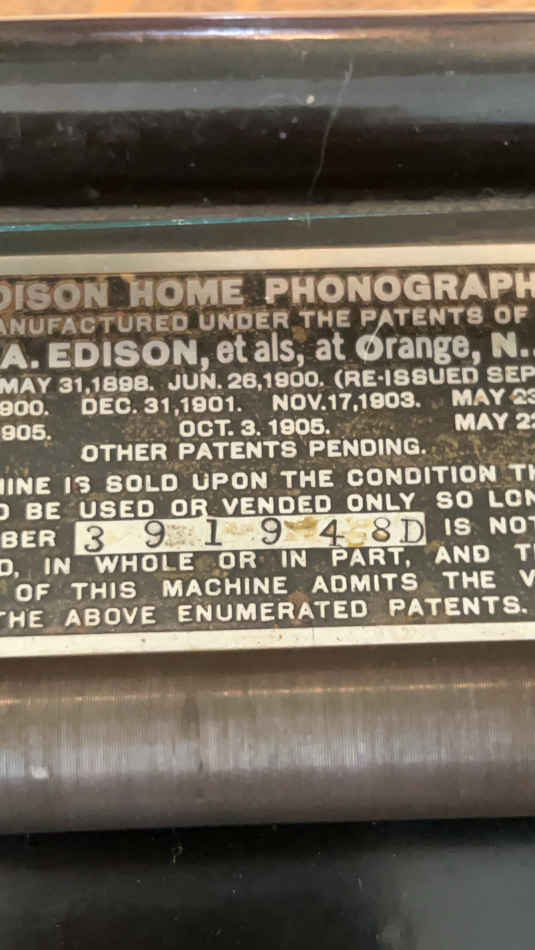 DISON HOME PHONOGRAPH
ANUFACTURED UNDER THE PATENTS OF
A. EDISON, et als, at Orange, N.
MAY 31,1898. JUN. 26,1900. (RE-ISSUED SEP
1900. DEC. 31,1901. NOV.17,1903. MAY 23
905. OCT. 3. 1905. MAY 22
OTHER PATENTS PENDING.
HINE IS SOLD UPON THE CONDITION TH
D BE USED OR VENDED ONLY SO LON
BER 391948D IS NOT
D, IN WHOLE OR IN PART, AND T
OF THIS MACHINE ADMITS THE V
THE ABOVE ENUMERATED PATENTS.